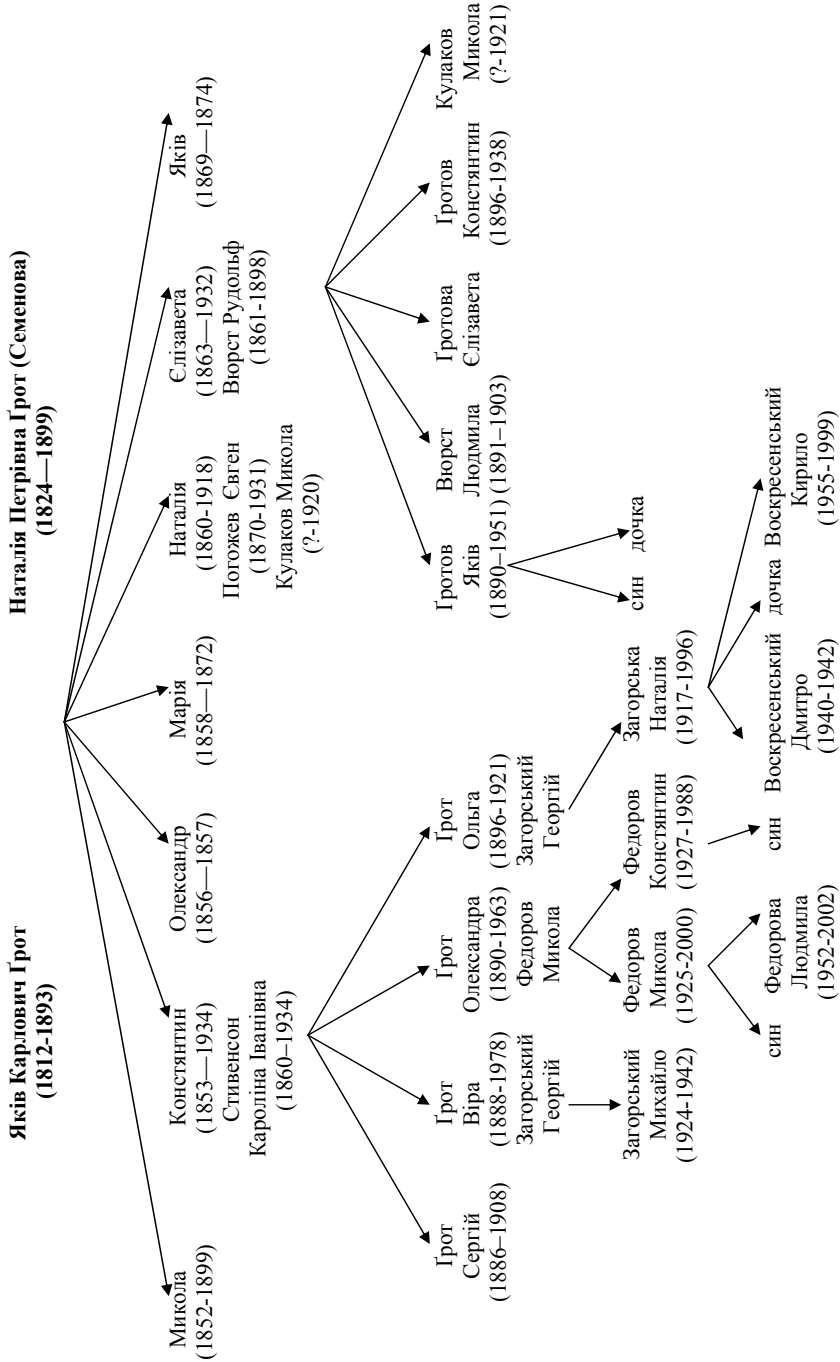 Яків Карлович Ґрот
(1812-1893)
Наталія Петрівна Ґрот (Семенова)
(1824—1899)
Микола
(1852-1899)
Констянтин
(1853—1934)
Стивенсон
Кароліна Іванівна
(1860–1934)
Олександр
(1856—1857)
Марія
(1858—1872)
Наталія
(1860-1918)
Погожев Євген
(1870-1931)
Кулаков Микола
(?-1920)
Єлізавета
(1863—1932)
Вюрст Рудольф
(1861-1898)
Яків
(1869—1874)
Ґрот
Сергій
(1886–1908)
Ґрот
Віра
(1888-1978)
Загорський
Георгій
Ґрот
Олександра
(1890-1963)
Федоров
Микола
Ґрот
Ольга
(1896-1921)
Загорський
Георгій
Ґротов
Яків
(1890–1951)
Вюрст
Людмила
(1891–1903)
Ґротова
Єлізавета
Ґротов
Констянтин
(1896-1938)
Кулаков
Микола
(?-1921)
Загорський
Михайло
(1924-1942)
Федоров
Микола
(1925-2000)
Федоров
Констянтин
(1927-1988)
Загорська
Наталія
(1917-1996)
син
дочка
син
Федорова
Людмила
(1952-2002)
син
Воскресенський
Дмитро
(1940-1942)
дочка
Воскресенський
Кирило
(1955-1999)